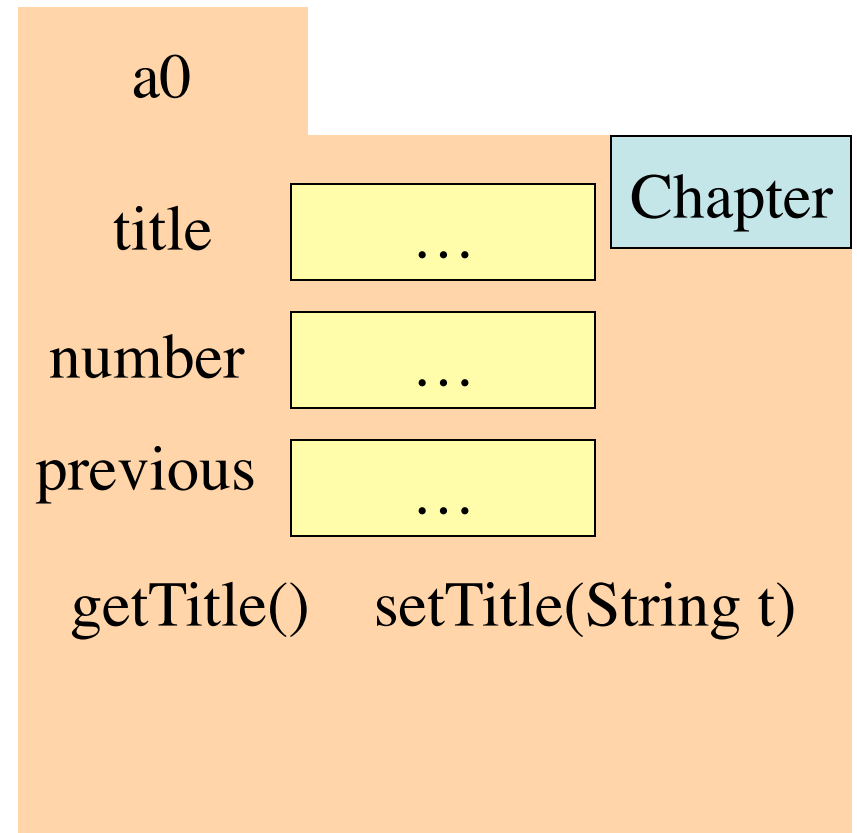 a0
Chapter
title
…
number
…
previous
…
getTitle() setTitle(String t)